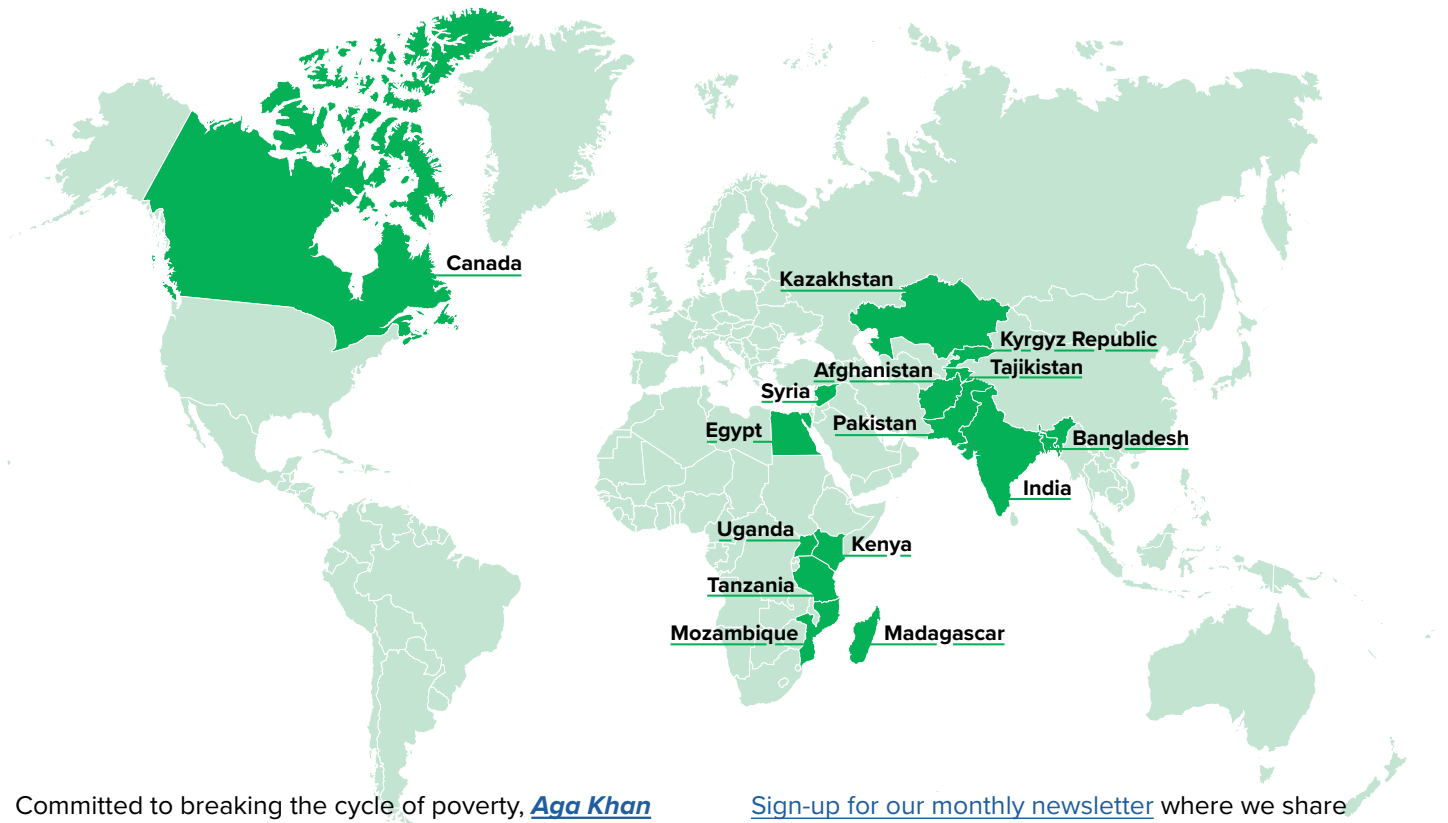 Canada
Kazakhstan
Kyrgyz Republic
Afghanistan
Tajikistan
Syria
Pakistan
Egypt
Bangladesh
India
Uganda
Kenya
Tanzania
Mozambique
Madagascar
Committed to breaking the cycle of poverty, Aga Khan
Sign-up for our monthly newsletter where we share